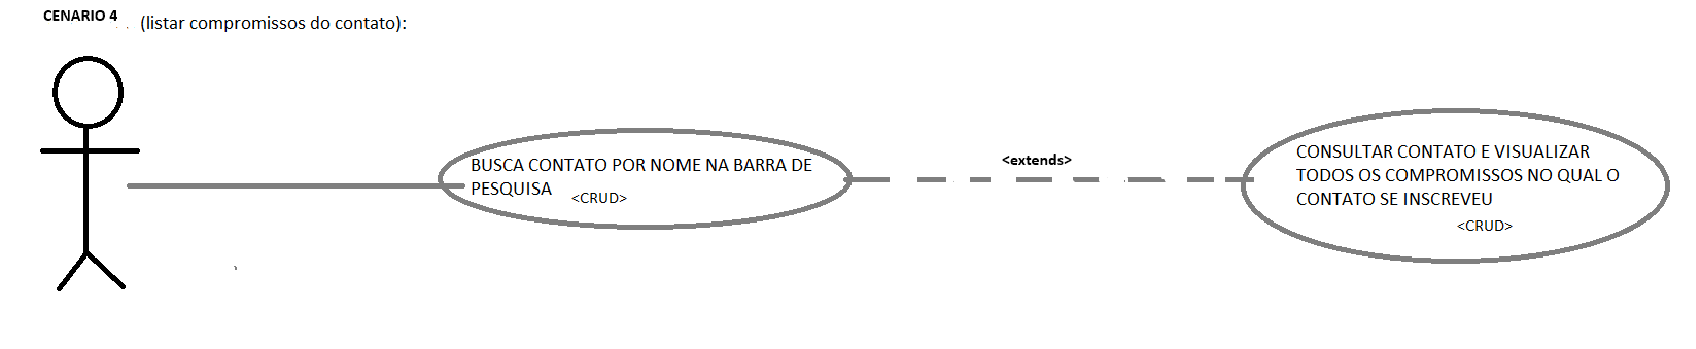 CENARIO 4 (listar compromissos do contato):
BUSCA CONTATO POR NOME NA BARRA DE
PESQUISA
<CRUD>
<extends>
CONSULTAR CONTATO E VISUALIZAR
TODOS OS COMPROMISSOS NO QUAL O
CONTATO SE INSCREVEU
<CRUD>